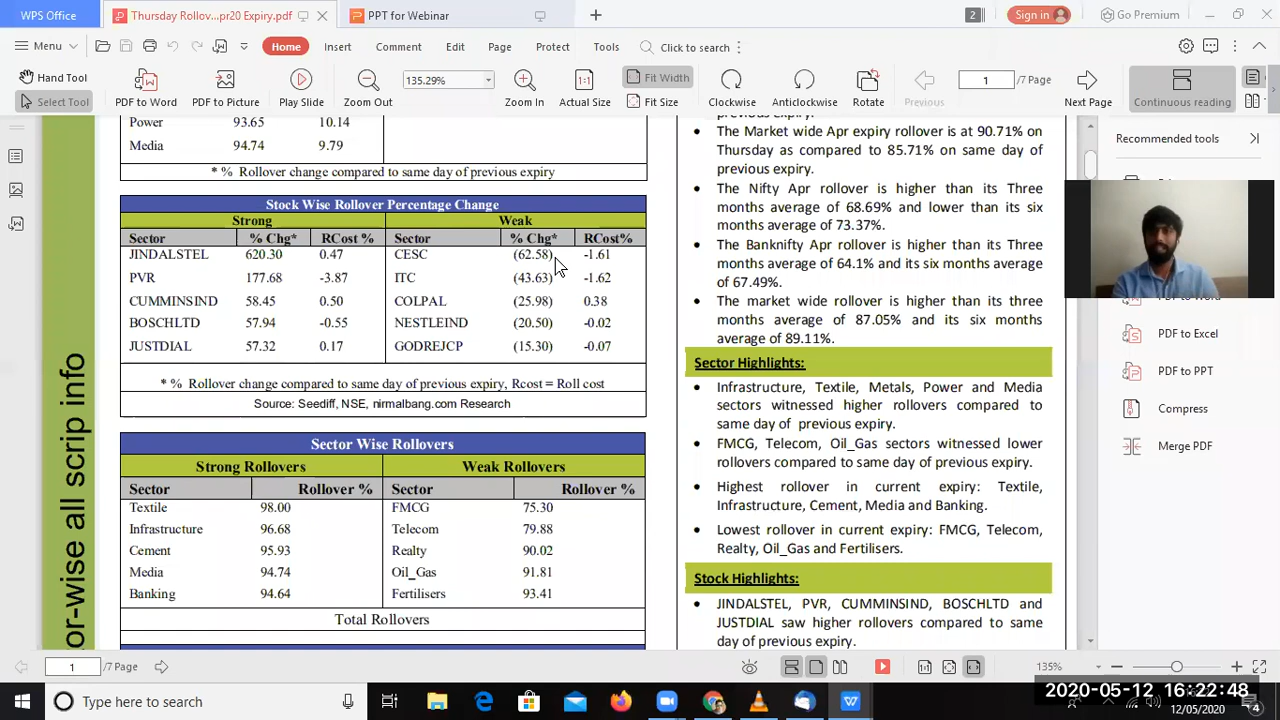 WPS Office
Thursday Rollov...pr20 Expiry.pdf
PPT for Webinar
2
Sign in
Go Premium
Menu
Home
Insert
Comment
Edit
Page
Protect
Tools
Click to search
Hand Tool
Select Tool
PDF to Word
PDF to Picture
Play Slide
Zoom Out
135.29%
Zoom In
Actual Size
Fit Width
Fit Size
Clockwise
Anticlockwise
Rotate
Previous
1
/7 Page
Next Page
Continuous reading
tor-wise all scrip info
Power 93.65 10.14
Media 94.74 9.79
* % Rollover change compared to same day of previous expiry
Stock Wise Rollover Percentage Change
Strong Weak
Sector % Chg* RCost % Sector % Chg* RCost%
JINDALSTEL 620.30 0.47 CESC (62.58) -1.61
PVR 177.68 -3.87 ITC (43.63) -1.62
CUMMINSIND 58.45 0.50 COLPAL (25.98) 0.38
BOSCHLTD 57.94 -0.55 NESTLEIND (20.50) -0.02
JUSTDIAL 57.32 0.17 GODREJCP (15.30) -0.07
* % Rollover change compared to same day of previous expiry, Rcost = Roll cost
Source: Seediff, NSE, nirmalbang.com Research
Sector Wise Rollovers
Strong Rollovers Weak Rollovers
Sector Rollover % Sector Rollover %
Textile 98.00 FMCG 75.30
Infrastructure 96.68 Telecom 79.88
Cement 95.93 Realty 90.02
Media 94.74 Oil_Gas 91.81
Banking 94.64 Fertilisers 93.41
Total Rollovers
previous expiry.
• The Market wide Apr expiry rollover is at 90.71% on
Thursday as compared to 85.71% on same day of
previous expiry.
• The Nifty Apr rollover is higher than its Three
months average of 68.69% and lower than its six
months average of 73.37%.
• The Banknifty Apr rollover is higher than its Three
months average of 64.1% and its six months average
of 67.49%.
• The market wide rollover is higher than its three
months average of 87.05% and its six months
average of 89.11%.
Sector Highlights:
• Infrastructure, Textile, Metals, Power and Media
sectors witnessed higher rollovers compared to
same day of previous expiry.
• FMCG, Telecom, Oil_Gas sectors witnessed lower
rollovers compared to same day of previous expiry.
• Highest rollover in current expiry: Textile,
Infrastructure, Cement, Media and Banking.
• Lowest rollover in current expiry: FMCG, Telecom,
Realty, Oil_Gas and Fertilisers.
Stock Highlights:
• JINDALSTEL, PVR, CUMMINSIND, BOSCHLTD and
JUSTDIAL saw higher rollovers compared to same
day of previous expiry.
Recommended tools
PDF to Excel
PDF to PPT
Compress
Merge PDF
1
/7 Page
135%
Type here to search
2020-05-12 16:22:48
12/05/2020